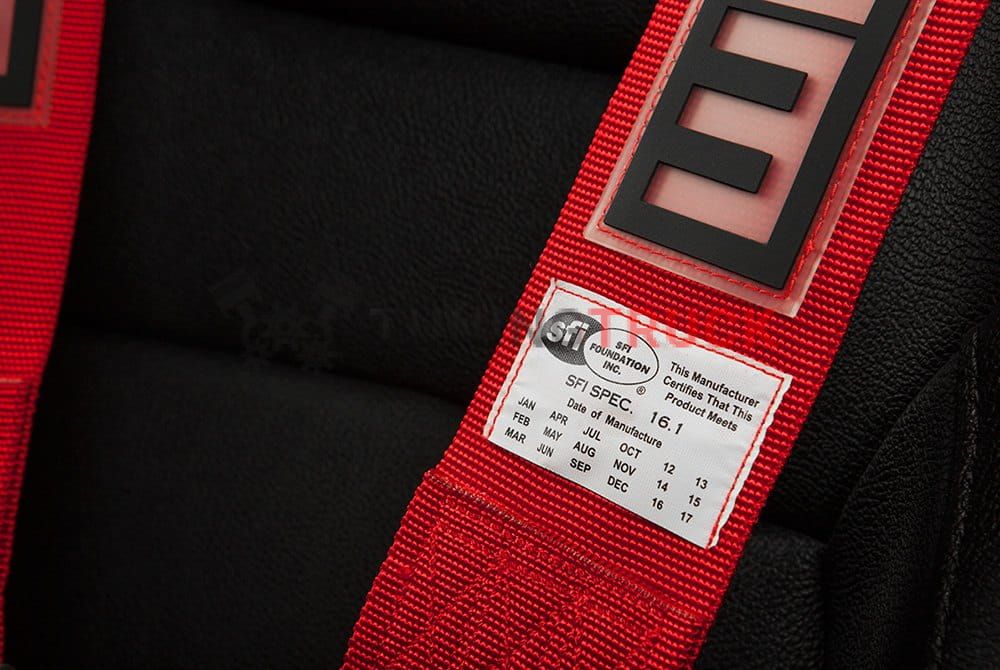 sfi
SFI
FOUNDATION
INC.
®
This Manufacturer
Certifies That This
Product Meets
SFI SPEC. 16.1
Date of Manufacture
JAN APR JUL OCT 12 13
FEB MAY AUG NOV 14 15
MAR JUN SEP DEC 16 17
TRUCK